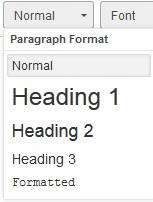 Normal Font
Paragraph Format
Normal
Heading 1
Heading 2
Heading 3
Formatted